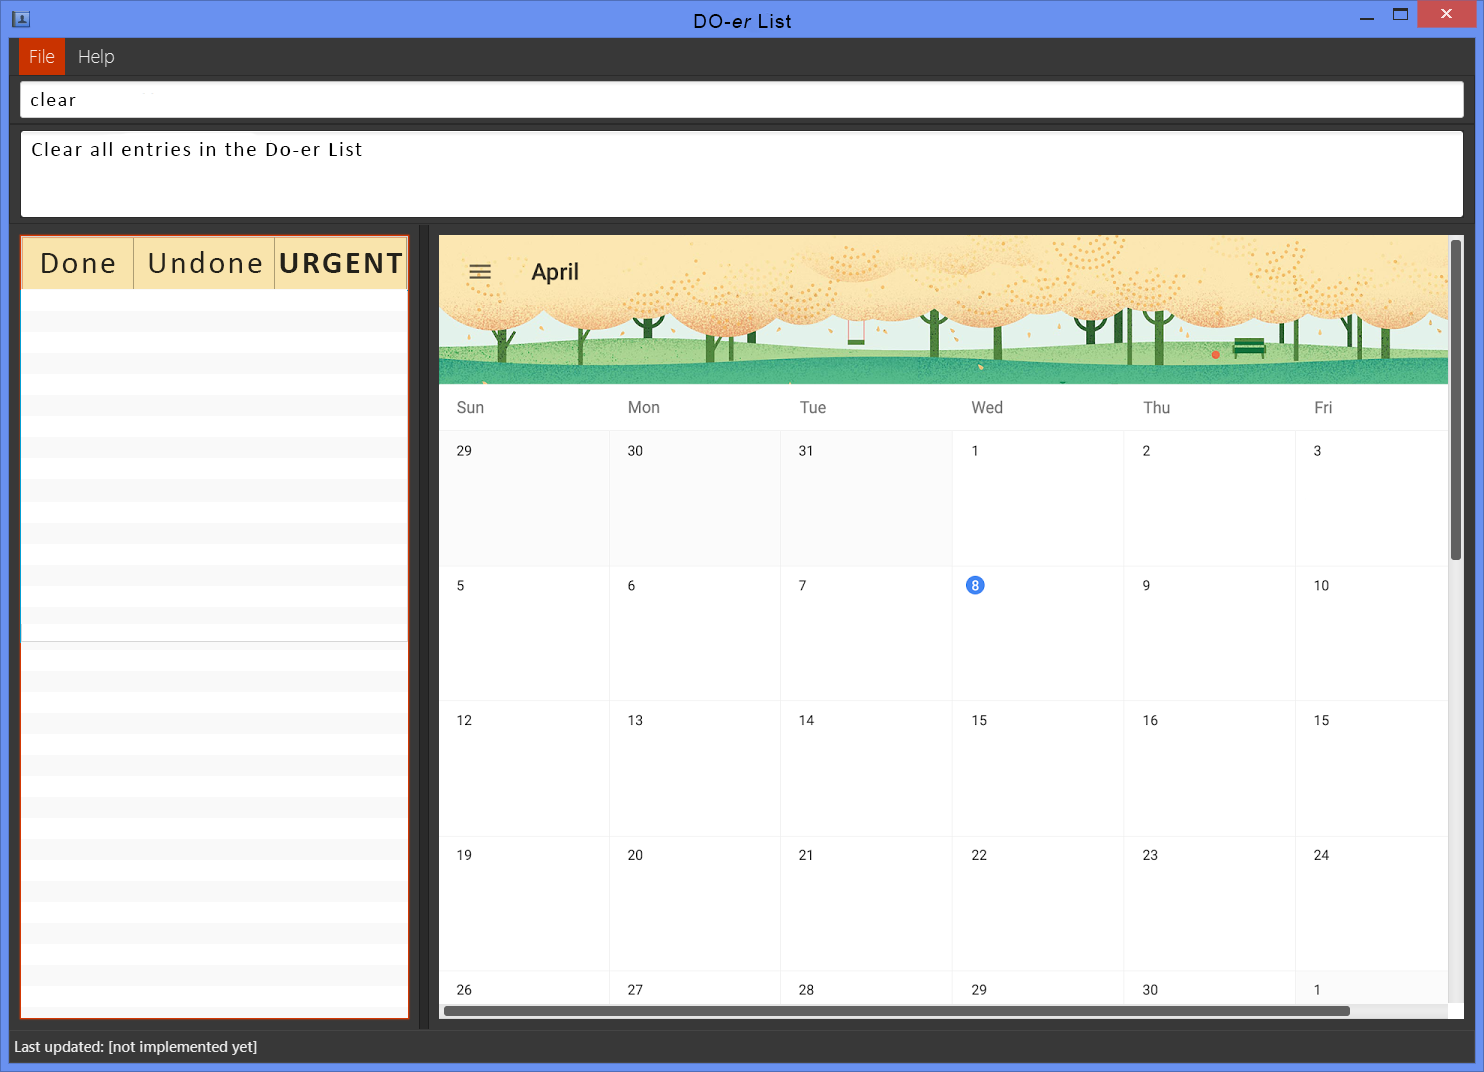 DO-er List
File Help
clear
Clear all entries in the Do-er List
Done Undone URGENT
April
Sun Mon Tue Wed Thu Fri
29 30 31 1 2 3
5 6 7 8 9 10
12 13 14 15 16 15
19 20 21 22 23 24
26 27 28 29 30 1
Last updated: [not implemented yet]